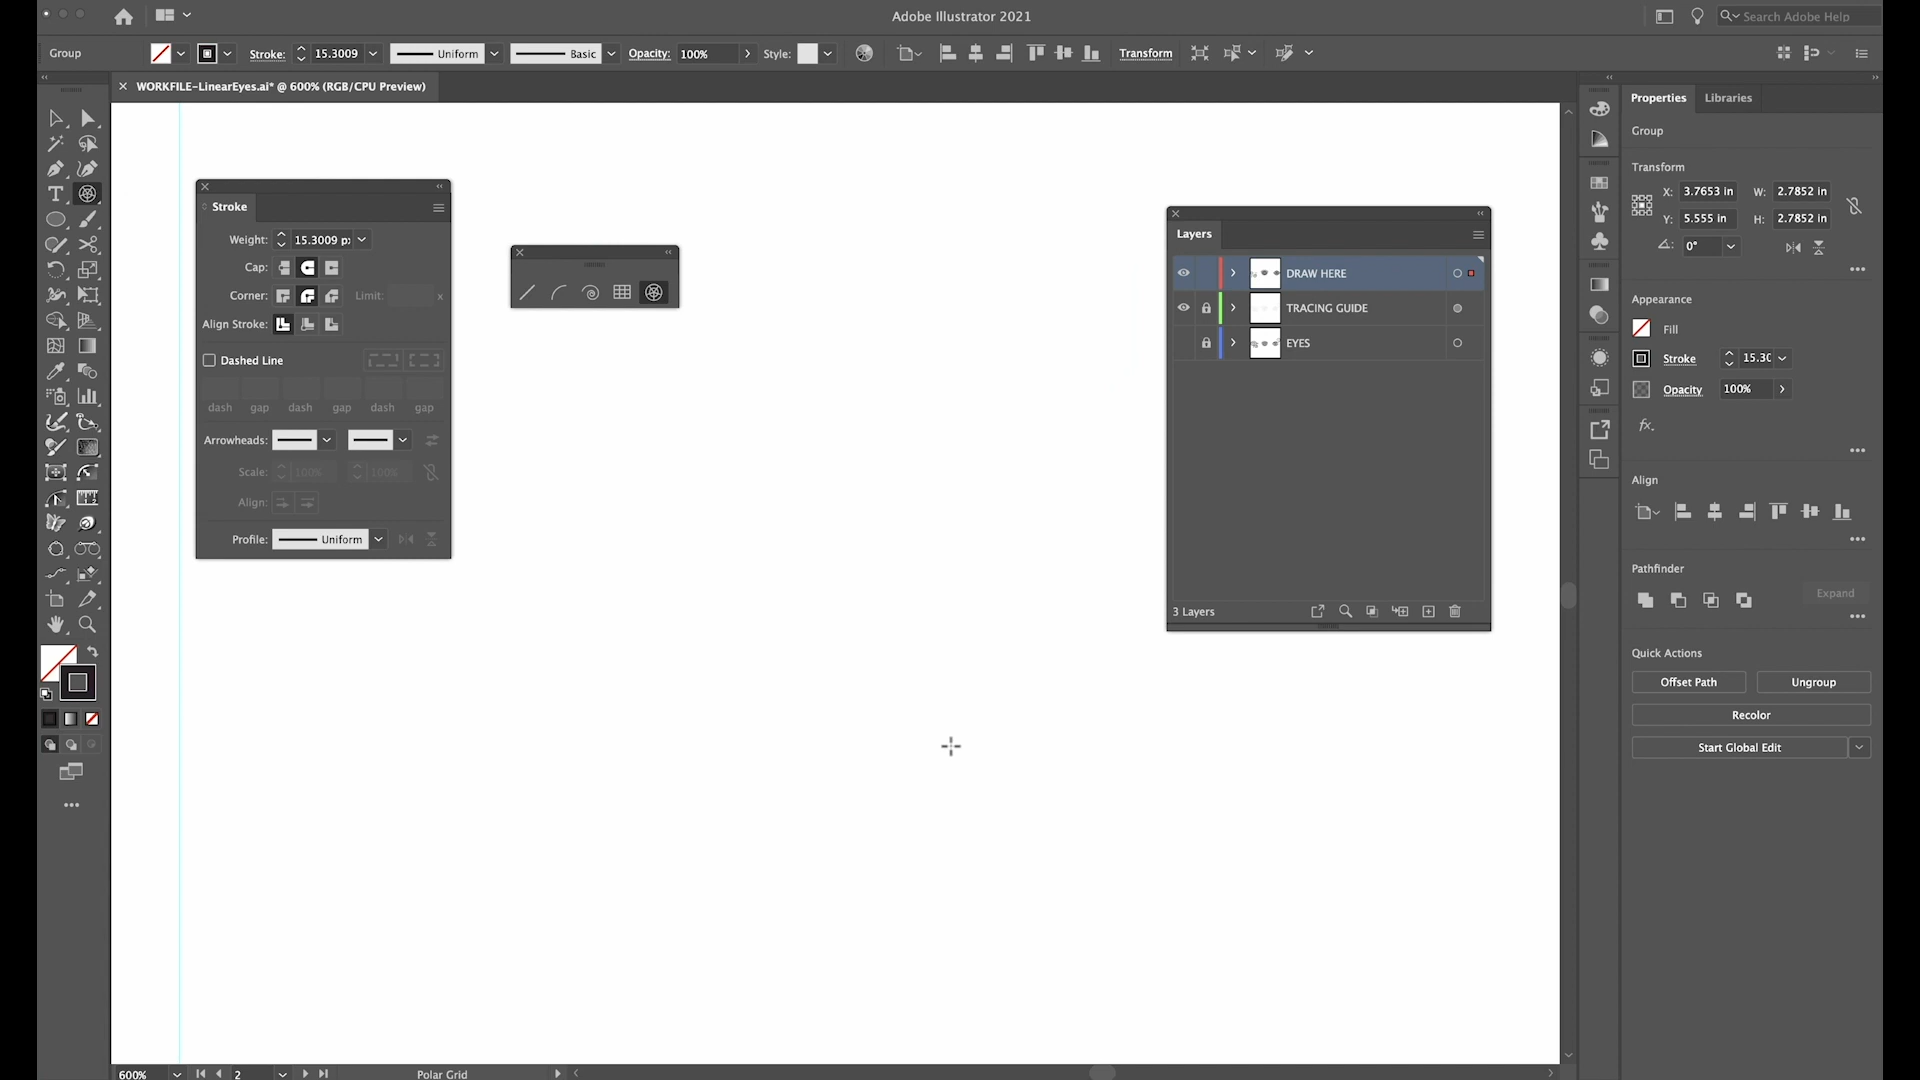 Adobe Illustrator 2021
Search Adobe Help
Group
Stroke:
15.3009
Uniform
Basic
Opacity:
100%
Style:
Transform
WORKFILE-LinearEyes.ai* @ 600% (RGB/CPU Preview)
Stroke
Weight:
15.3009 p:
Cap:
Corner:
Limit:
x
Align Stroke:
Dashed Line
dash gap dash gap dash gap
Arrowheads:
Scale:
100%
100%
Align:
Profile:
Uniform
Layers
DRAW HERE
TRACING GUIDE
EYES
3 Layers
Properties
Libraries
Group
Transform
X: 3.7653 in W: 2.7852 in
Y: 5.555 in H: 2.7852 in
0°
Appearance
Fill
Stroke
15.3(
Opacity
100%
fx.
Align
Pathfinder
Expand
Quick Actions
Offset Path
Ungroup
Recolor
Start Global Edit
600%
2
Polar Grid